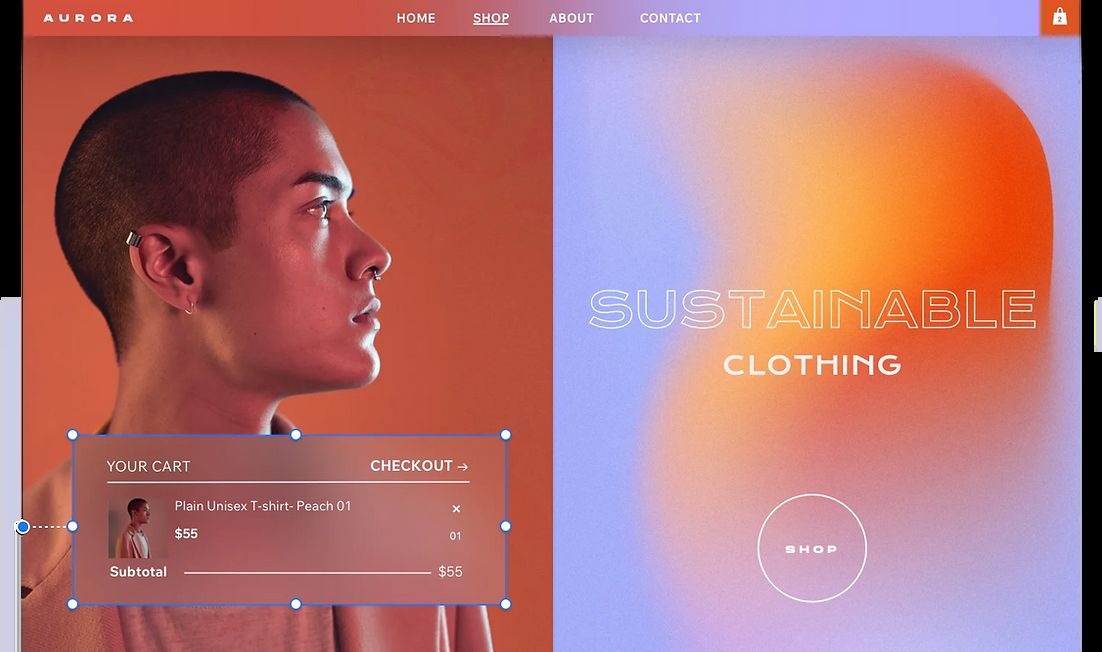 AURORA
HOME SHOP ABOUT CONTACT
2
SUSTAINABLE
CLOTHING
YOUR CART CHECKOUT →
Plain Unisex T-shirt- Peach 01 ×
$55 01
Subtotal $55
SHOP